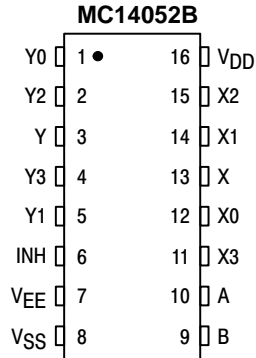 MC14052B
Y0 1 16 VDD
Y2 2 15 X2
Y 3 14 X1
Y3 4 13 X
Y1 5 12 X0
INH 6 11 X3
VEE 7 10 A
VSS 8 9 B